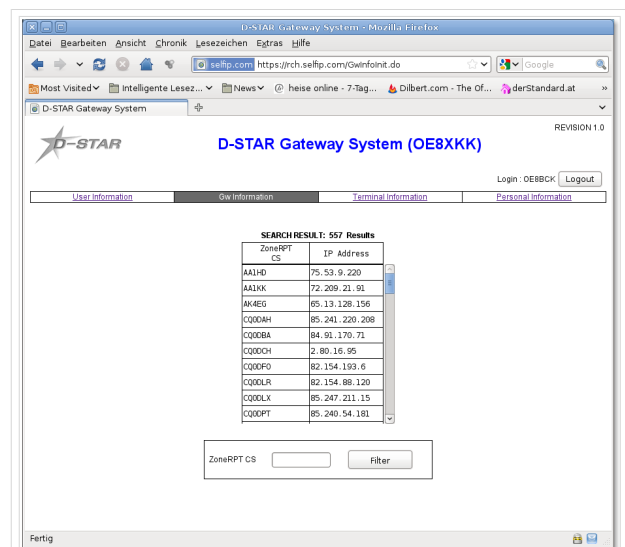 D-STAR Gateway System - Mozilla Firefox
Datei Bearbeiten Ansicht Chronik Lesezeichen Extras Hilfe
selfip.com https://rch.selfip.com/GwInfoInit.do Google
Most Visited Intelligente Lesez... News heise online - 7-Tag... Dilbert.com - The Of... derStandard.at »
D-STAR Gateway System
REVISION 1.0
D-STAR D-STAR Gateway System (OE8XKK)
Login : OE8BCK Logout
User Information Gw Information Terminal Information Personal Information
SEARCH RESULT: 557 Results
ZoneRPT CS IP Address
AA1HD 75.53.9.220
AA1KK 72.209.21.91
AK4EG 65.13.128.156
CQ0DAH 85.241.220.208
CQ0DBA 84.91.170.71
CQ0DCH 2.80.16.95
CQ0DFO 82.154.193.6
CQ0DLR 82.154.88.120
CQ0DLX 85.247.211.15
CQ0DPT 85.240.54.181
ZoneRPT CS Filter
Fertig